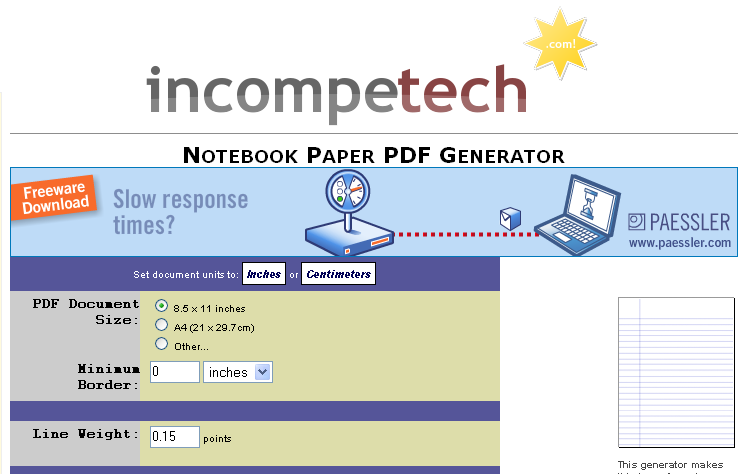 .com!
incompetech
NOTEBOOK PAPER PDF GENERATOR
Freeware
Download
Slow response
times?
PAESSLER
www.paessler.com
Set document units to: Inches or Centimeters
PDF Document
Size:
8.5 x 11 inches
A4 (21 x 29.7cm)
Other...
Minimum
Border:
0 inches
Line Weight:
0.15 points
This generator makes